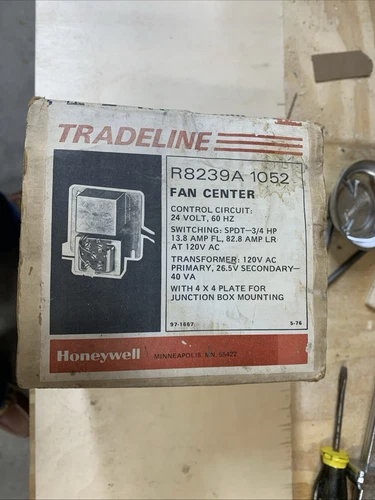 TRADELINE
R8239A 1052
FAN CENTER
CONTROL CIRCUIT:
24 VOLT, 60 HZ
SWITCHING: SPDT-3/4 HP
13.8 AMP FL, 82.8 AMP LR
AT 120V AC
TRANSFORMER: 120V AC
PRIMARY, 26.5V SECONDARY-
40 VA
WITH 4 X 4 PLATE FOR
JUNCTION BOX MOUNTING
97-1667 5-76
Honeywell MINNEAPOLIS, MN. 55422